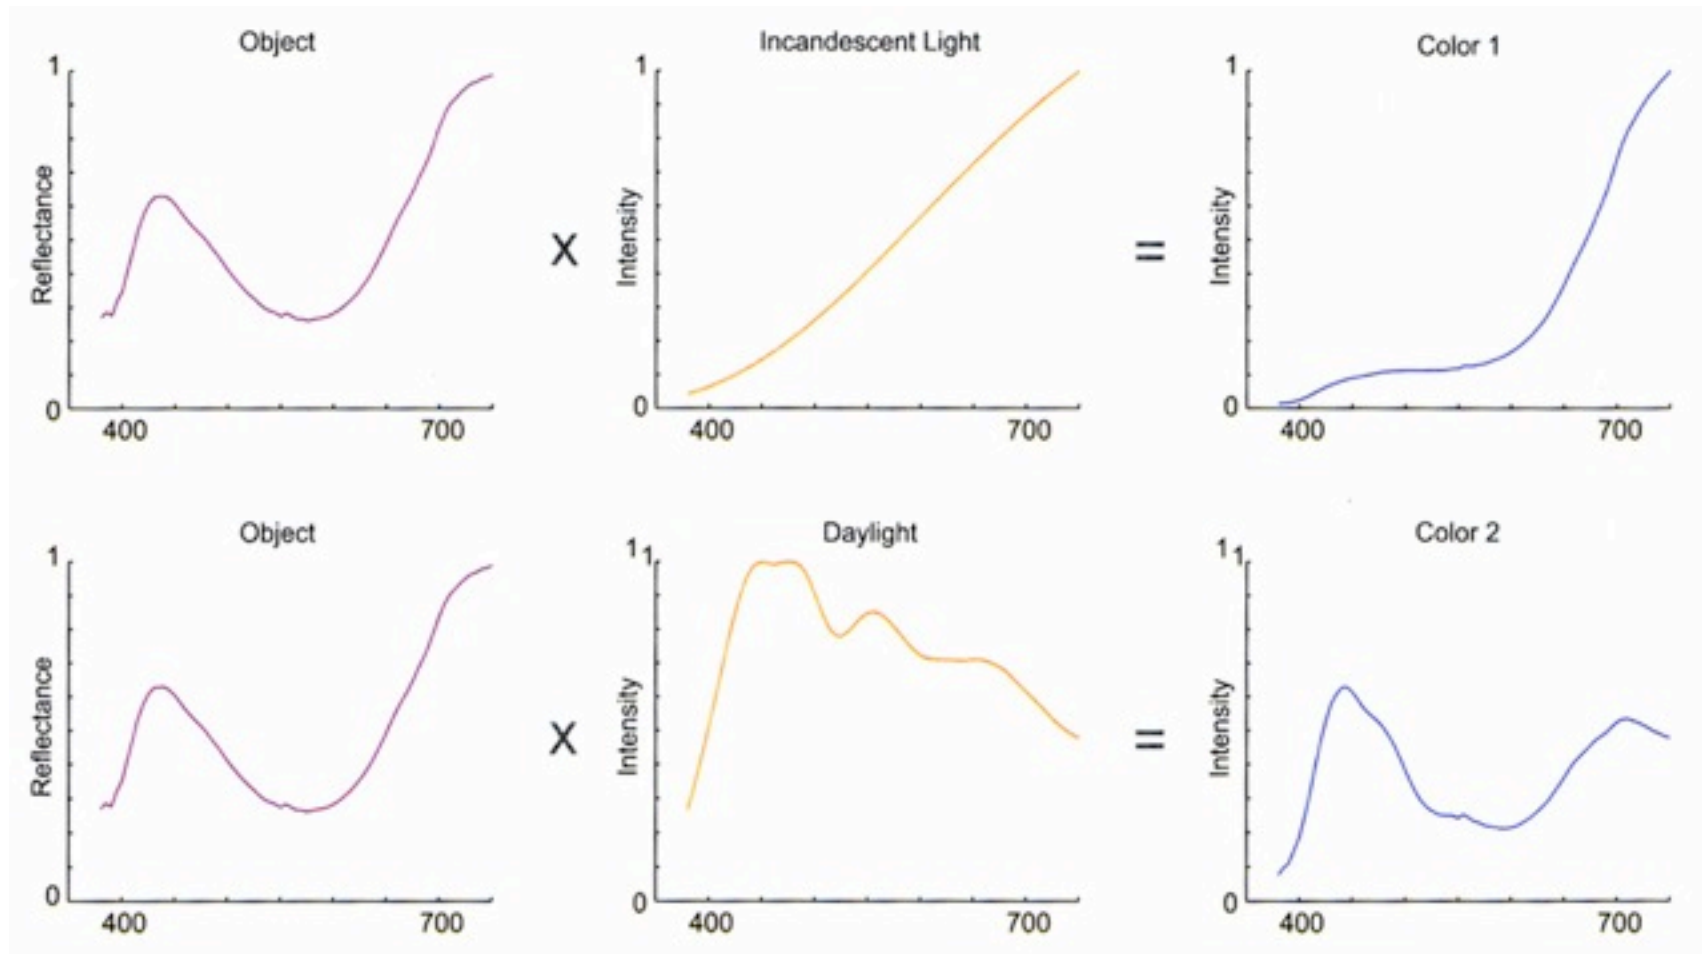 Object
Incandescent Light
Color 1
1
1
1
Reflectance
Intensity
Intensity
X
=
0
0
0
400
700
400
700
400
700
Object
Daylight
Color 2
1
1 1
1 1
Reflectance
Intensity
Intensity
X
=
0
0
0
400
700
400
700
400
700